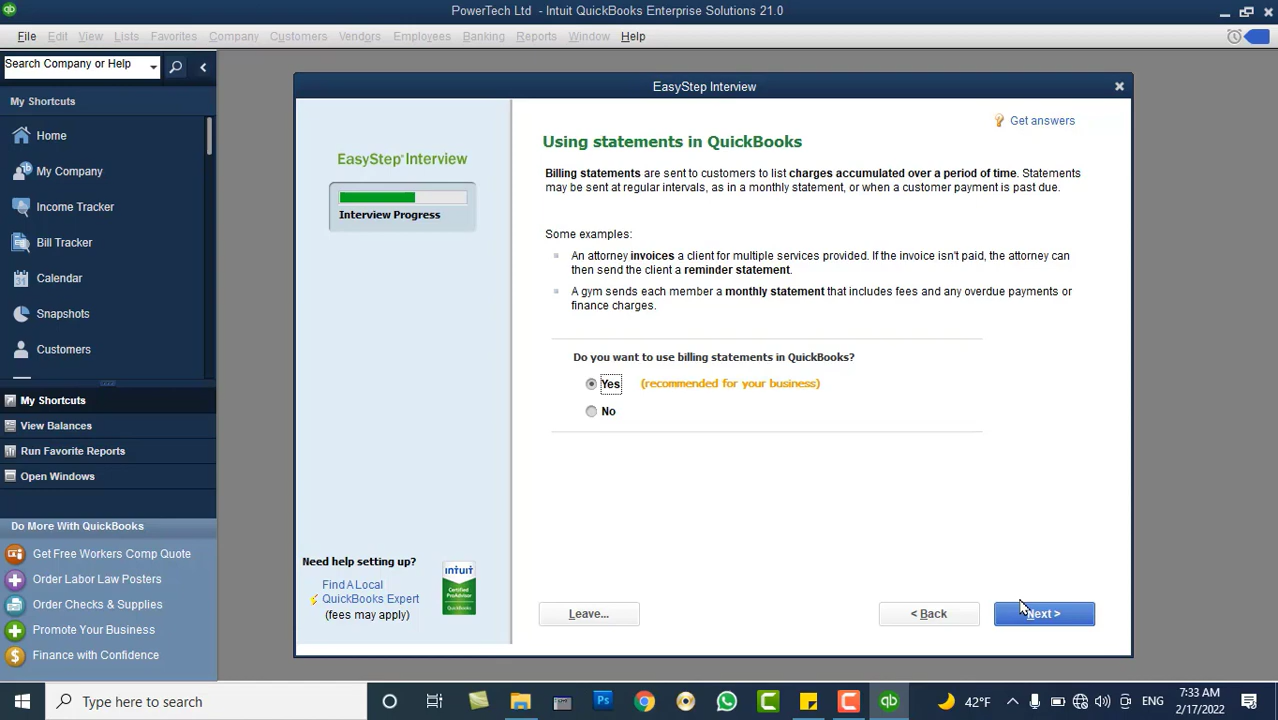 PowerTech Ltd - Intuit QuickBooks Enterprise Solutions 21.0
File Edit View Lists Favorites Company Customers Vendors Employees Banking Reports Window Help
Search Company or Help
My Shortcuts
Home
My Company
Income Tracker
Bill Tracker
Calendar
Snapshots
Customers
My Shortcuts
View Balances
Run Favorite Reports
Open Windows
Do More With QuickBooks
Get Free Workers Comp Quote
Order Labor Law Posters
Order Checks & Supplies
Promote Your Business
Finance with Confidence
EasyStep Interview
EasyStep® Interview
Interview Progress
Need help setting up?
Find A Local
QuickBooks Expert
(fees may apply)
intuit
Certified
ProAdvisor
QuickBooks
Get answers
Using statements in QuickBooks
Billing statements are sent to customers to list charges accumulated over a period of time. Statements
may be sent at regular intervals, as in a monthly statement, or when a customer payment is past due.
Some examples:
An attorney invoices a client for multiple services provided. If the invoice isn't paid, the attorney can
then send the client a reminder statement.
A gym sends each member a monthly statement that includes fees and any overdue payments or
finance charges.
Do you want to use billing statements in QuickBooks?
Yes (recommended for your business)
No
Leave...
< Back
Next >
Type here to search
42°F
ENG
7:33 AM
2/17/2022